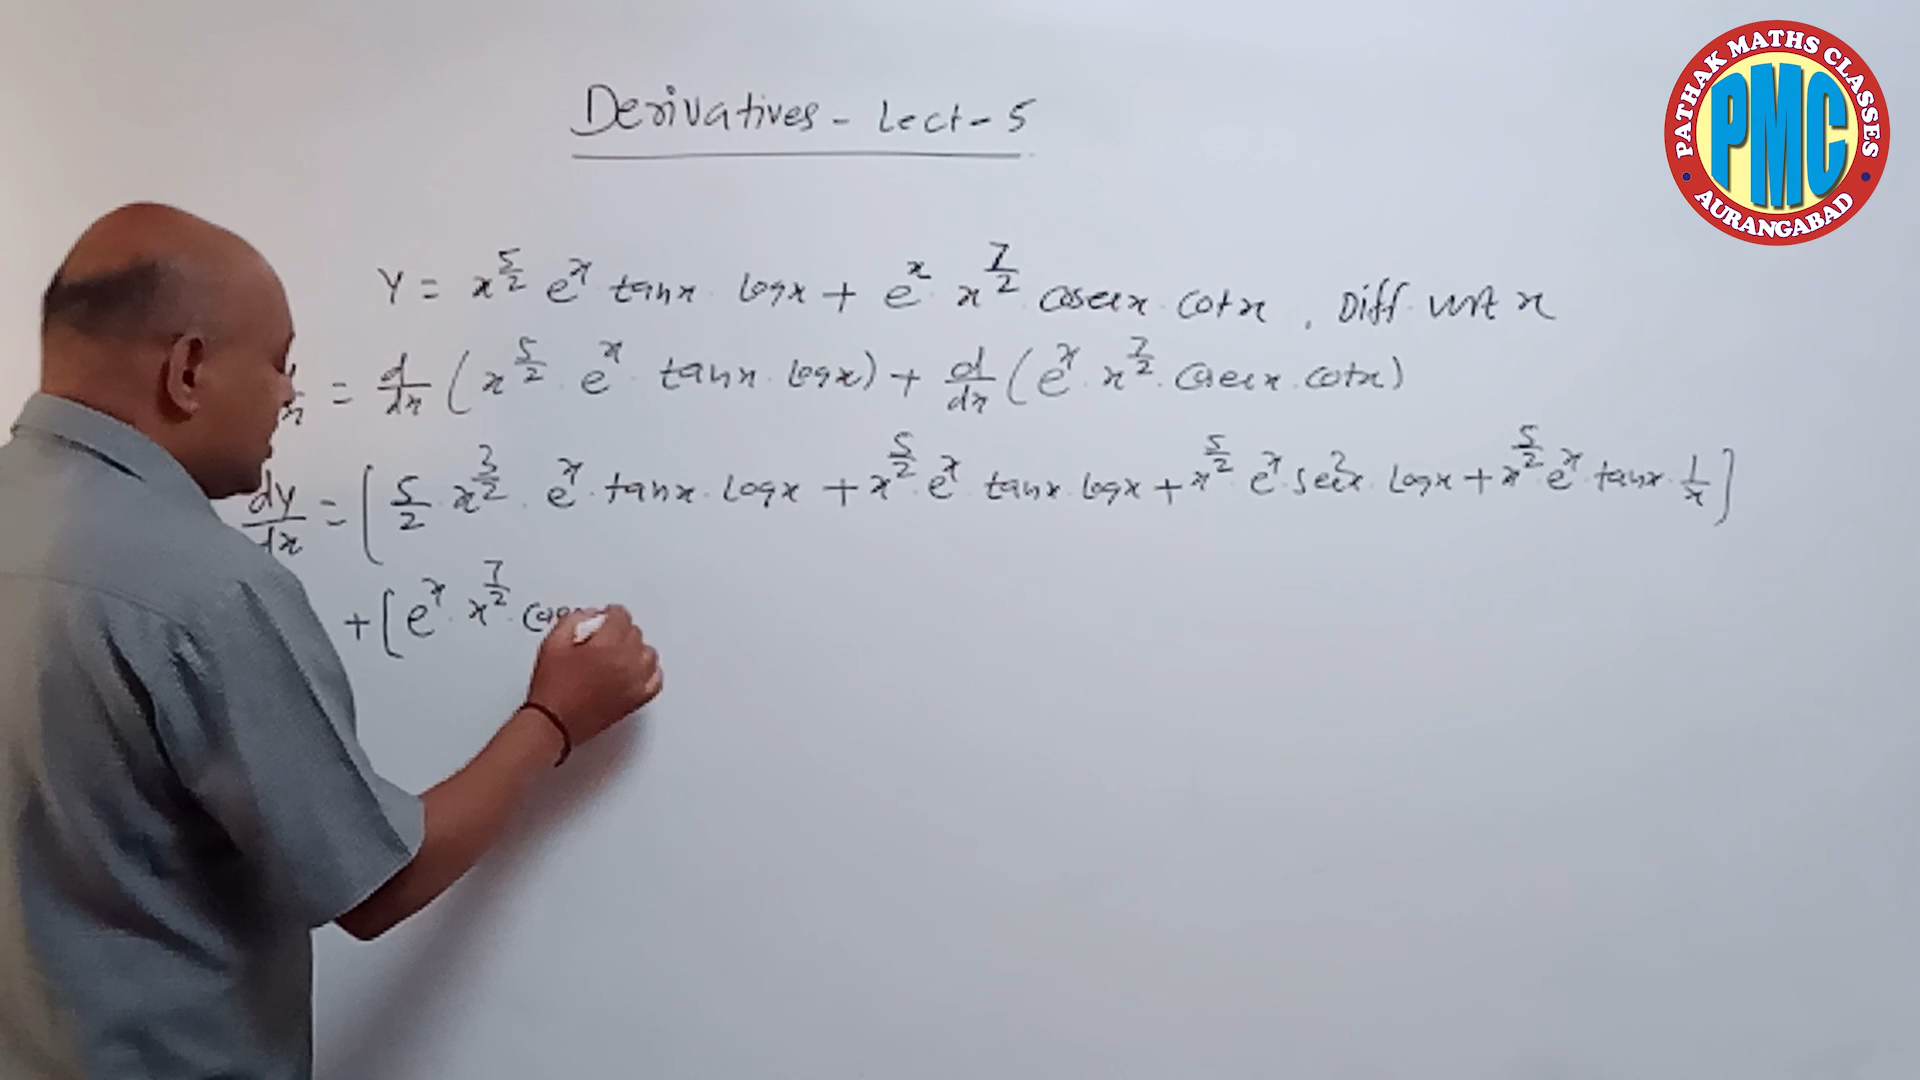 Derivatives - Lect - 5
PATHAK MATHS CLASSES
PMC
AURANGABAD
y = x^(5/2) e^x tanx · logx + e^x · x^(7/2) cosecx · cotx , Diff · wrt x
= d/dx (x^(5/2) · e^x · tanx · logx) + d/dx (e^x · x^(7/2) · cosecx · cotx)
dy/dx = [5/2 · x^(3/2) · e^x · tanx · logx + x^(5/2) e^x tanx · logx + x^(5/2) e^x · sec²x · logx + x^(5/2) e^x tanx · 1/x]
+ [e^x · x^(7/2) ·